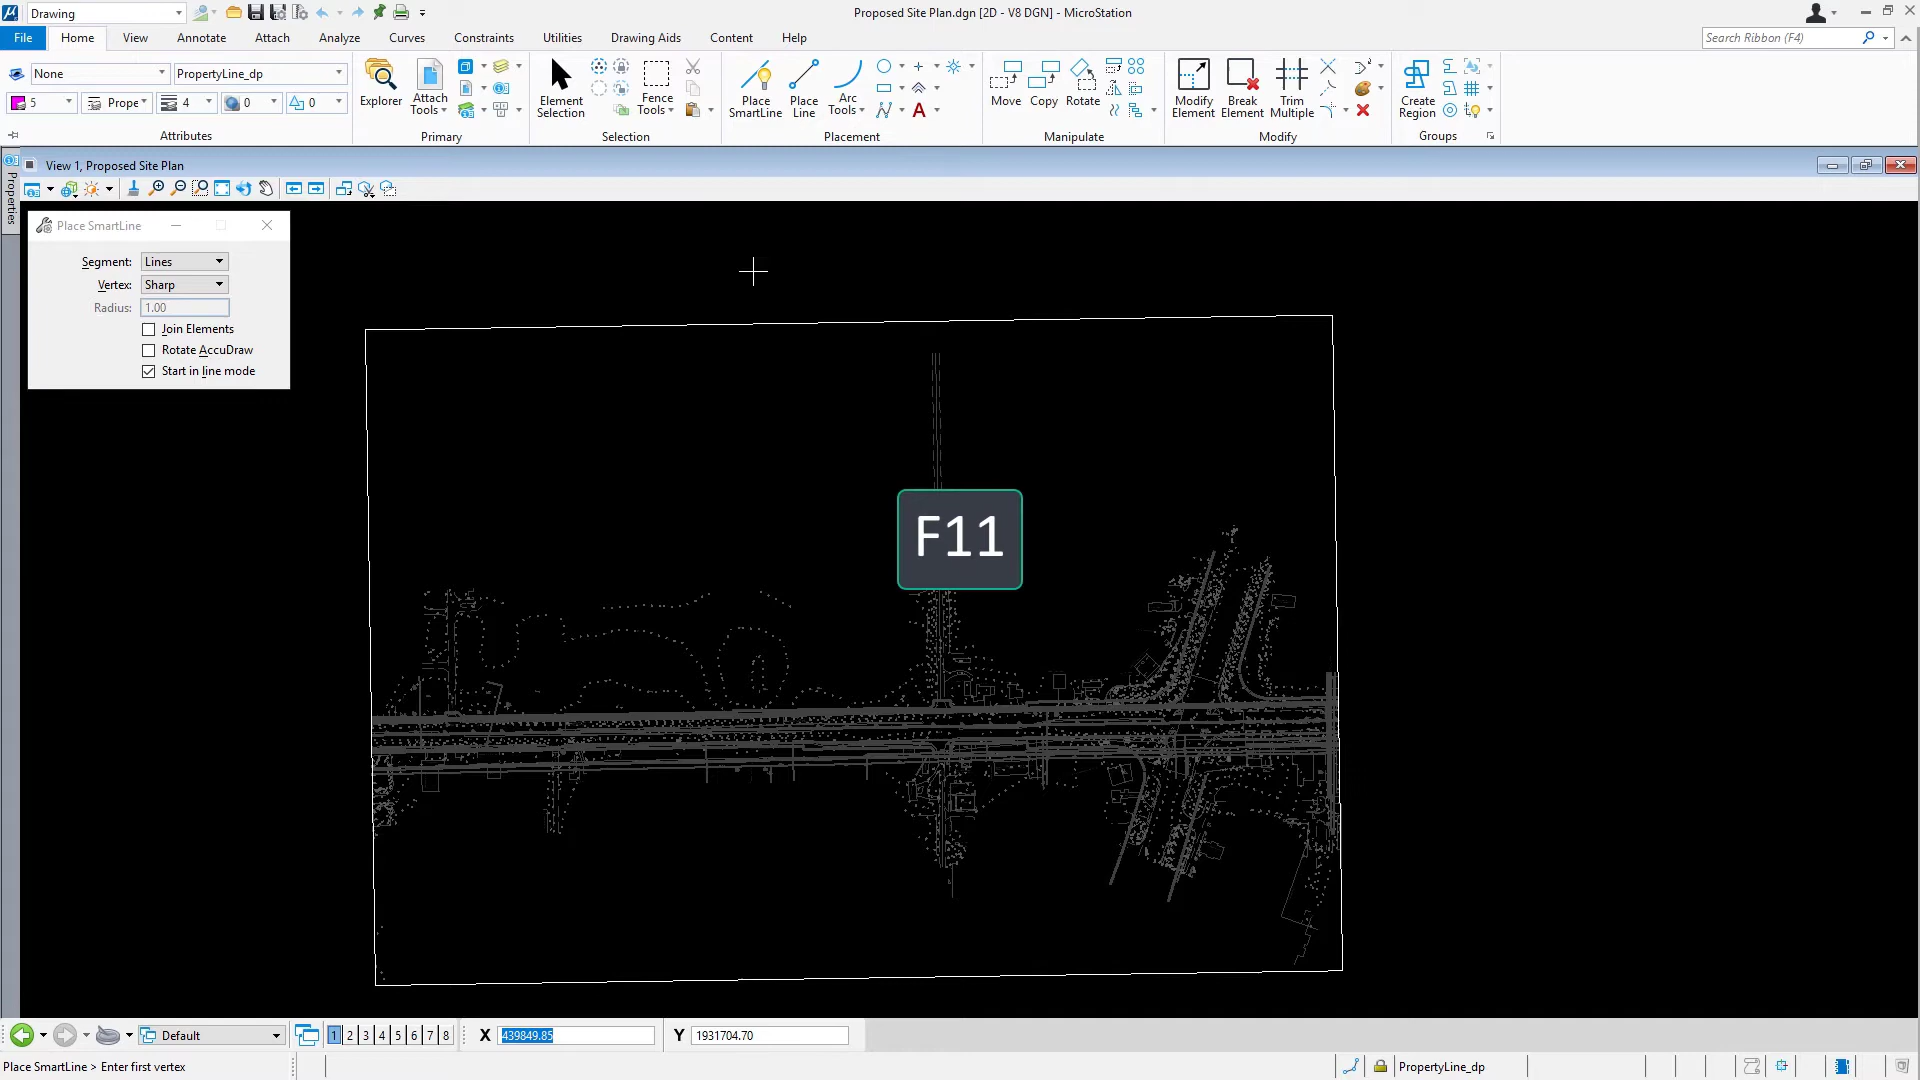 Drawing
Proposed Site Plan.dgn [2D - V8 DGN] - MicroStation
File
Home
View
Annotate
Attach
Analyze
Curves
Constraints
Utilities
Drawing Aids
Content
Help
Search Ribbon (F4)
None
PropertyLine_dp
5
Prope
4
0
0
Attributes
Explorer
Attach
Tools
Primary
Element
Selection
Fence
Tools
Selection
Place
SmartLine
Place
Line
Arc
Tools
Placement
Move
Copy
Rotate
Manipulate
Modify
Element
Break
Element
Trim
Multiple
Modify
Create
Region
Groups
View 1, Proposed Site Plan
Properties
Place SmartLine
Segment: Lines
Vertex: Sharp
Radius: 1.00
Join Elements
Rotate AccuDraw
Start in line mode
F11
Default
1 2 3 4 5 6 7 8
X 439849.85
Y 1931704.70
Place SmartLine > Enter first vertex
PropertyLine_dp